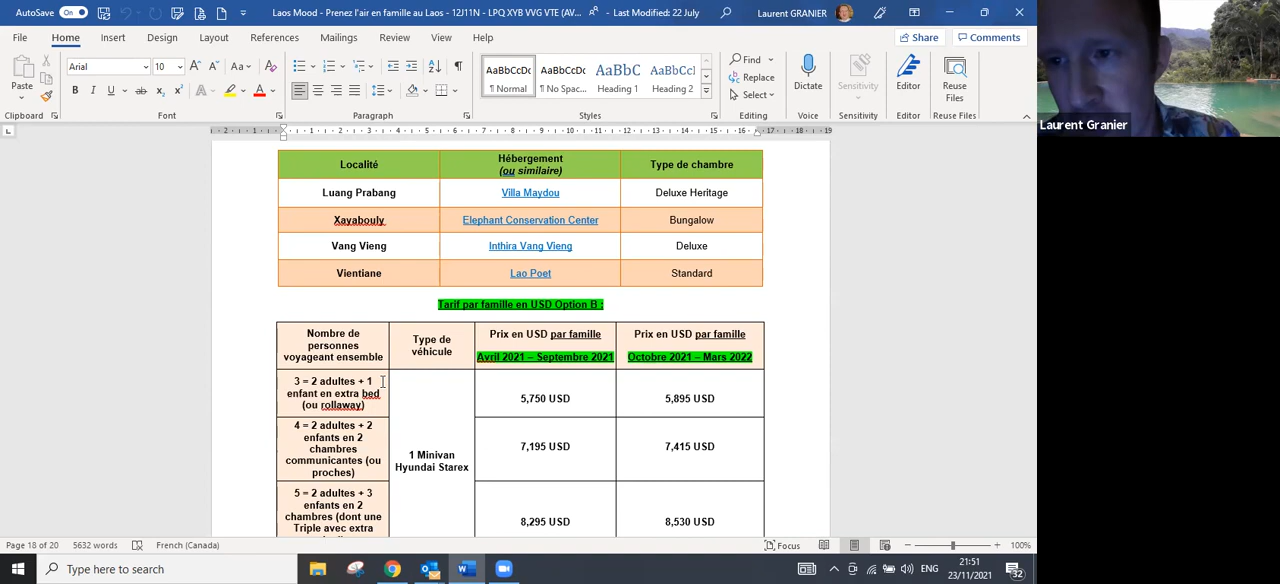 AutoSave On Laos Mood - Prenez l'air en famille au Laos - 12J11N - LPQ XYB VVG VTE (AV... - Last Modified: 22 July Laurent GRANIER
File Home Insert Design Layout References Mailings Review View Help Share Comments
Arial 10 Aa
AaBbCcDc AaBbCcDc AaBbC AaBbCcI
¶ Normal ¶ No Spac... Heading 1 Heading 2
Find
Replace
Select
Paste
Dictate Sensitivity Editor Reuse
Files
Clipboard Font Paragraph Styles Editing Voice Sensitivity Editor Reuse Files
Laurent Granier
Localité Hébergement Type de chambre
(ou similaire)
Luang Prabang Villa Maydou Deluxe Heritage
Xayabouly Elephant Conservation Center Bungalow
Vang Vieng Inthira Vang Vieng Deluxe
Vientiane Lao Poet Standard
Tarif par famille en USD Option B :
Nombre de
personnes
voyageant ensemble
Type de
véhicule
Prix en USD par famille
Avril 2021 – Septembre 2021
Prix en USD par famille
Octobre 2021 – Mars 2022
3 = 2 adultes + 1
enfant en extra bed
(ou rollaway)
5,750 USD 5,895 USD
4 = 2 adultes + 2
enfants en 2
chambres
communicantes (ou
proches)
1 Minivan
Hyundai Starex
7,195 USD 7,415 USD
5 = 2 adultes + 3
enfants en 2
chambres (dont une
Triple avec extra
8,295 USD 8,530 USD
Page 18 of 20 5632 words French (Canada) Focus 100%
Type here to search
ENG
21:51
23/11/2021
32